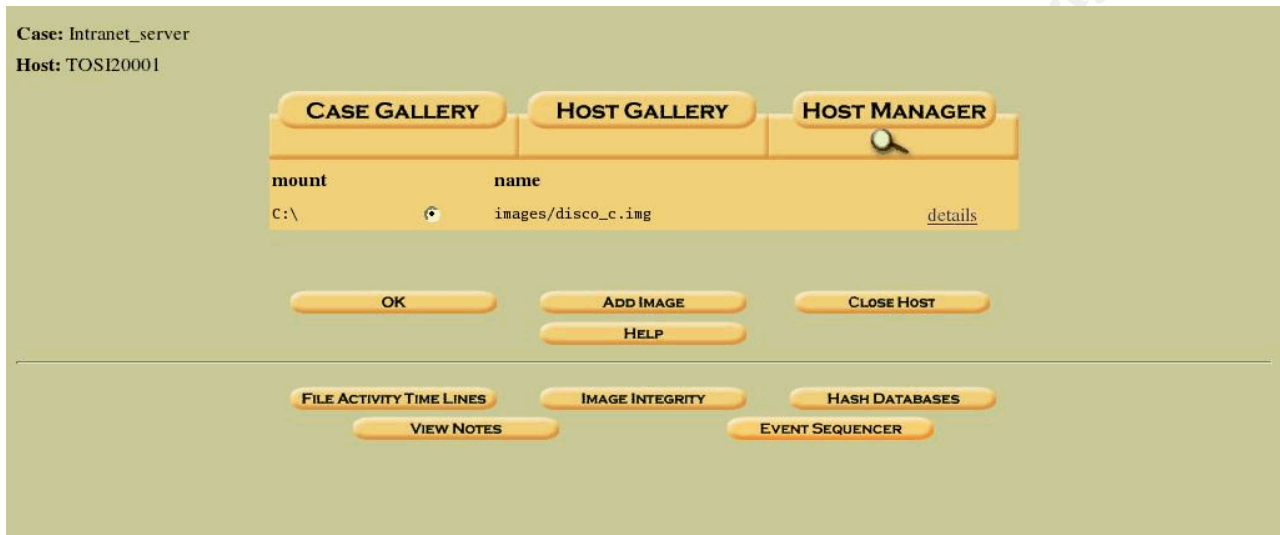 Case: Intranet_server
Host: TOSI20001
CASE GALLERY HOST GALLERY HOST MANAGER
mount name
C:\ images/disco_c.img details
OK ADD IMAGE CLOSE HOST
HELP
FILE ACTIVITY TIME LINES IMAGE INTEGRITY HASH DATABASES
VIEW NOTES EVENT SEQUENCER